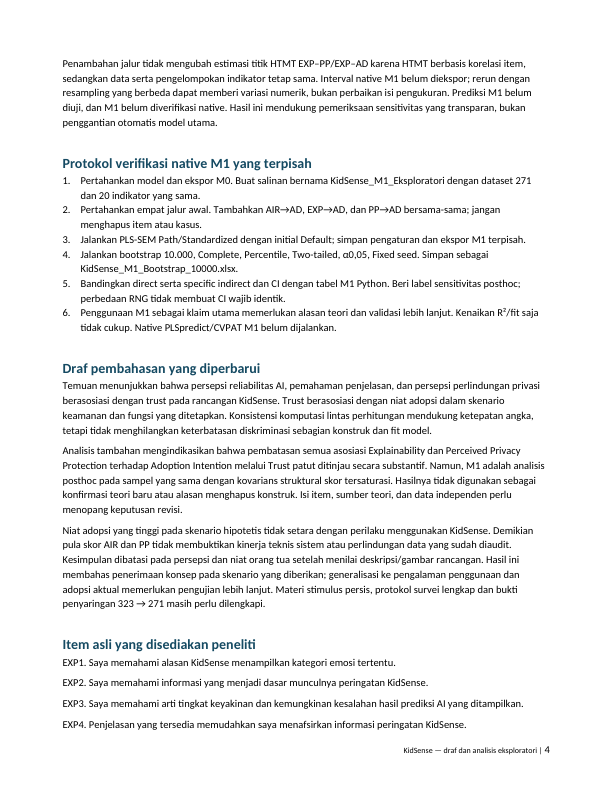 Penambahan jalur tidak mengubah estimasi titik HTMT EXP–PP/EXP–AD karena HTMT berbasis korelasi item,
sedangkan data serta pengelompokan indikator tetap sama. Interval native M1 belum diekspor; rerun dengan
resampling yang berbeda dapat memberi variasi numerik, bukan perbaikan isi pengukuran. Prediksi M1 belum
diuji, dan M1 belum diverifikasi native. Hasil ini mendukung pemeriksaan sensitivitas yang transparan, bukan
penggantian otomatis model utama.
Protokol verifikasi native M1 yang terpisah
1. Pertahankan model dan ekspor M0. Buat salinan bernama KidSense_M1_Eksploratori dengan dataset 271
dan 20 indikator yang sama.
2. Pertahankan empat jalur awal. Tambahkan AIR→AD, EXP→AD, dan PP→AD bersama-sama; jangan
menghapus item atau kasus.
3. Jalankan PLS-SEM Path/Standardized dengan initial Default; simpan pengaturan dan ekspor M1 terpisah.
4. Jalankan bootstrap 10.000, Complete, Percentile, Two-tailed, α0,05, Fixed seed. Simpan sebagai
KidSense_M1_Bootstrap_10000.xlsx.
5. Bandingkan direct serta specific indirect dan CI dengan tabel M1 Python. Beri label sensitivitas posthoc;
perbedaan RNG tidak membuat CI wajib identik.
6. Penggunaan M1 sebagai klaim utama memerlukan alasan teori dan validasi lebih lanjut. Kenaikan R²/fit saja
tidak cukup. Native PLSpredict/CVPAT M1 belum dijalankan.
Draf pembahasan yang diperbarui
Temuan menunjukkan bahwa persepsi reliabilitas AI, pemahaman penjelasan, dan persepsi perlindungan privasi
berasosiasi dengan trust pada rancangan KidSense. Trust berasosiasi dengan niat adopsi dalam skenario
keamanan dan fungsi yang ditetapkan. Konsistensi komputasi lintas perhitungan mendukung ketepatan angka,
tetapi tidak menghilangkan keterbatasan diskriminasi sebagian konstruk dan fit model.
Analisis tambahan mengindikasikan bahwa pembatasan semua asosiasi Explainability dan Perceived Privacy
Protection terhadap Adoption Intention melalui Trust patut ditinjau secara substantif. Namun, M1 adalah analisis
posthoc pada sampel yang sama dengan kovarians struktural skor tersaturasi. Hasilnya tidak digunakan sebagai
konfirmasi teori baru atau alasan menghapus konstruk. Isi item, sumber teori, dan data independen perlu
menopang keputusan revisi.
Niat adopsi yang tinggi pada skenario hipotetis tidak setara dengan perilaku menggunakan KidSense. Demikian
pula skor AIR dan PP tidak membuktikan kinerja teknis sistem atau perlindungan data yang sudah diaudit.
Kesimpulan dibatasi pada persepsi dan niat orang tua setelah menilai deskripsi/gambar rancangan. Hasil ini
membahas penerimaan konsep pada skenario yang diberikan; generalisasi ke pengalaman penggunaan dan
adopsi aktual memerlukan pengujian lebih lanjut. Materi stimulus persis, protokol survei lengkap dan bukti
penyaringan 323 → 271 masih perlu dilengkapi.
Item asli yang disediakan peneliti
EXP1. Saya memahami alasan KidSense menampilkan kategori emosi tertentu.
EXP2. Saya memahami informasi yang menjadi dasar munculnya peringatan KidSense.
EXP3. Saya memahami arti tingkat keyakinan dan kemungkinan kesalahan hasil prediksi AI yang ditampilkan.
EXP4. Penjelasan yang tersedia memudahkan saya menafsirkan informasi peringatan KidSense.
KidSense — draf dan analisis eksploratori | 4